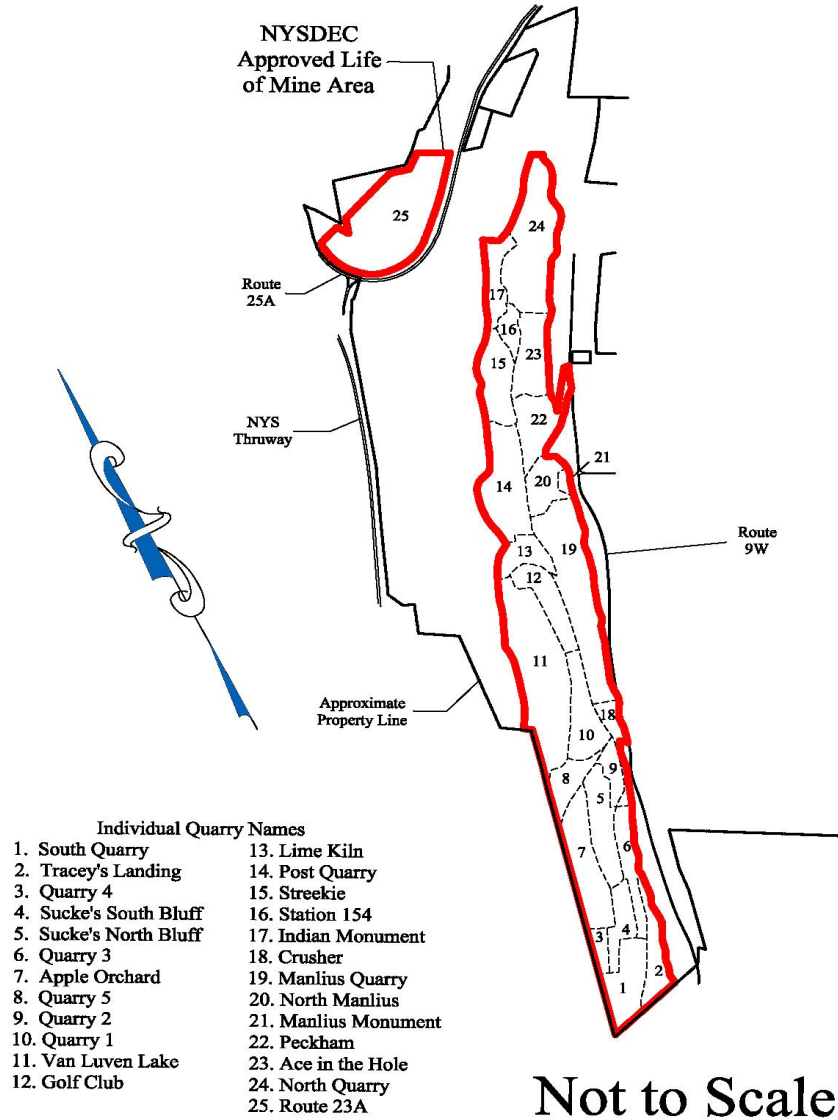 NYSDEC
Approved Life
of Mine Area
25
24
Route
25A
17
16
15
23
NYS
Thruway
22
21
20
14
19
Route
9W
13
12
11
Approximate
Property Line
18
10
9
8
5
7
6
3
4
2
1
Individual Quarry Names
1. South Quarry
2. Tracey's Landing
3. Quarry 4
4. Sucke's South Bluff
5. Sucke's North Bluff
6. Quarry 3
7. Apple Orchard
8. Quarry 5
9. Quarry 2
10. Quarry 1
11. Van Luven Lake
12. Golf Club
13. Lime Kiln
14. Post Quarry
15. Streekie
16. Station 154
17. Indian Monument
18. Crusher
19. Manlius Quarry
20. North Manlius
21. Manlius Monument
22. Peckham
23. Ace in the Hole
24. North Quarry
25. Route 23A
Not to Scale